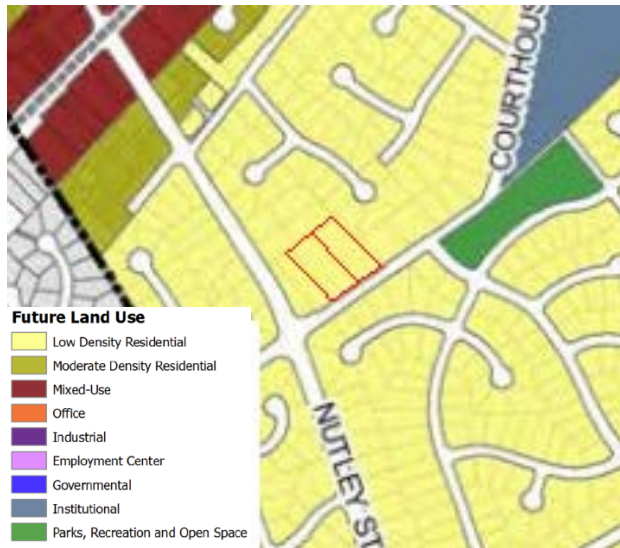 COURTHOUS
Future Land Use
Low Density Residential
Moderate Density Residential
Mixed-Use
Office
Industrial
Employment Center
Governmental
Institutional
Parks, Recreation and Open Space
NUTLEY ST